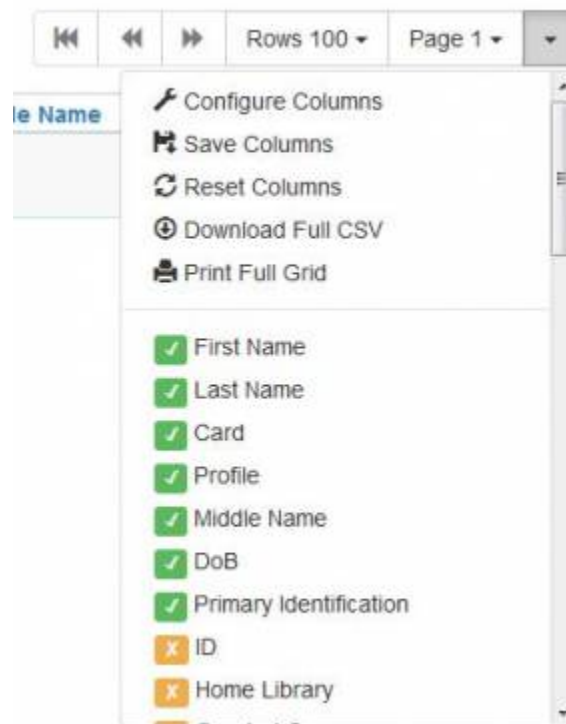 Rows 100
Page 1
le Name
Configure Columns
Save Columns
Reset Columns
Download Full CSV
Print Full Grid
First Name
Last Name
Card
Profile
Middle Name
DoB
Primary Identification
X ID
X Home Library